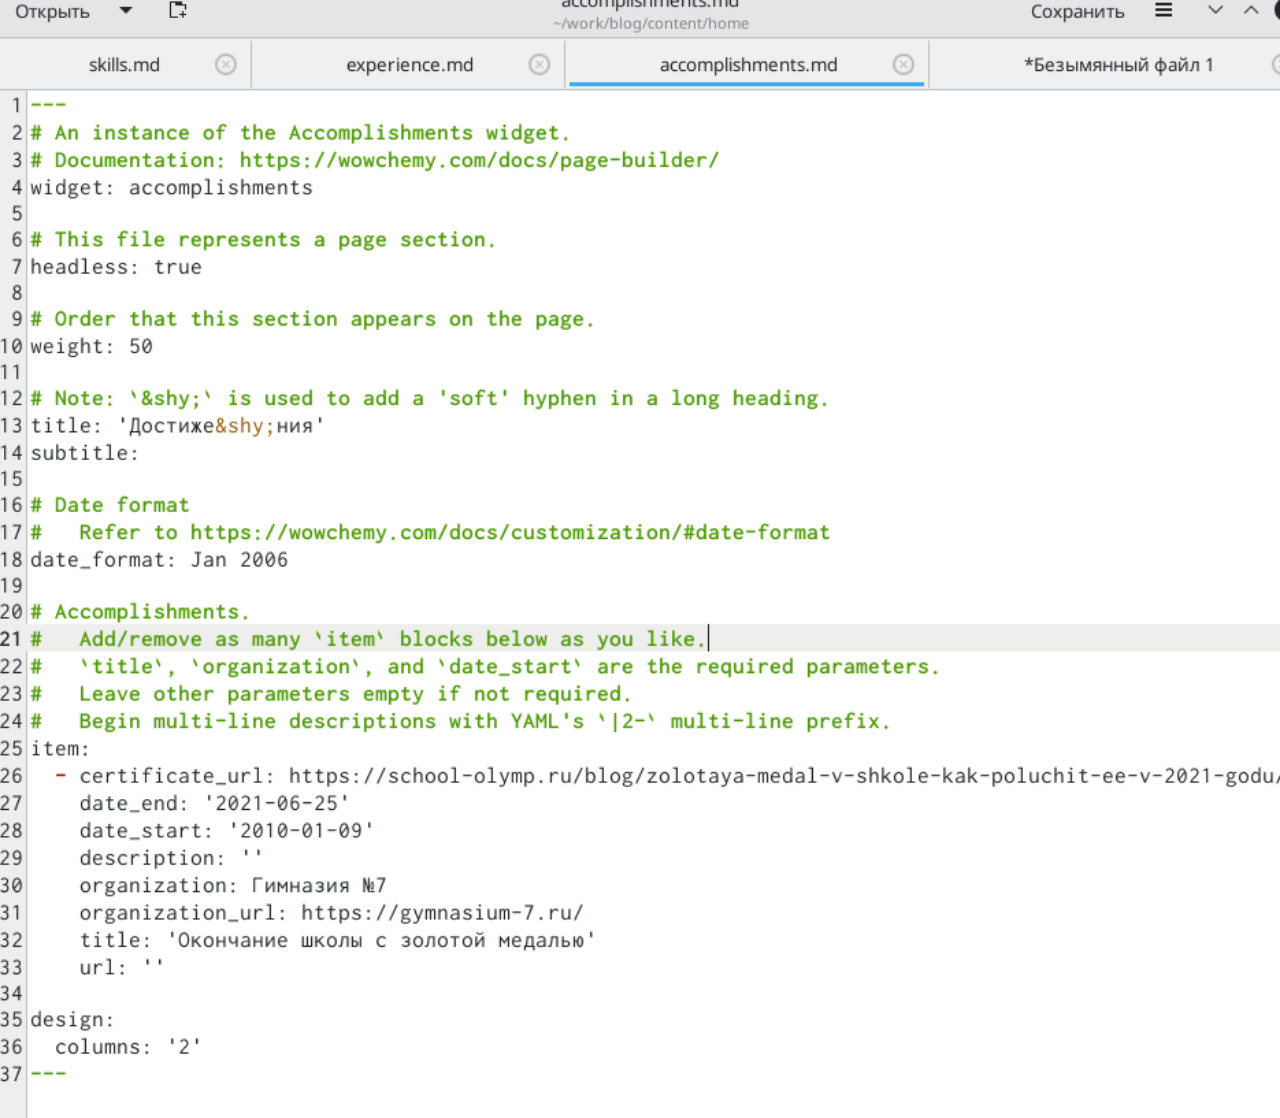 Открыть
accomplishments.md
~/work/blog/content/home
Сохранить
skills.md
experience.md
accomplishments.md
*Безымянный файл 1
1 ---
2 # An instance of the Accomplishments widget.
3 # Documentation: https://wowchemy.com/docs/page-builder/
4 widget: accomplishments
5
6 # This file represents a page section.
7 headless: true
8
9 # Order that this section appears on the page.
10 weight: 50
11
12 # Note: `&shy;` is used to add a 'soft' hyphen in a long heading.
13 title: 'Достиже&shy;ния'
14 subtitle:
15
16 # Date format
17 #   Refer to https://wowchemy.com/docs/customization/#date-format
18 date_format: Jan 2006
19
20 # Accomplishments.
21 #   Add/remove as many `item` blocks below as you like.
22 #   `title`, `organization`, and `date_start` are the required parameters.
23 #   Leave other parameters empty if not required.
24 #   Begin multi-line descriptions with YAML's `|2-` multi-line prefix.
25 item:
26   - certificate_url: https://school-olymp.ru/blog/zolotaya-medal-v-shkole-kak-poluchit-ee-v-2021-godu/
27     date_end: '2021-06-25'
28     date_start: '2010-01-09'
29     description: ''
30     organization: Гимназия №7
31     organization_url: https://gymnasium-7.ru/
32     title: 'Окончание школы с золотой медалью'
33     url: ''
34
35 design:
36   columns: '2'
37 ---